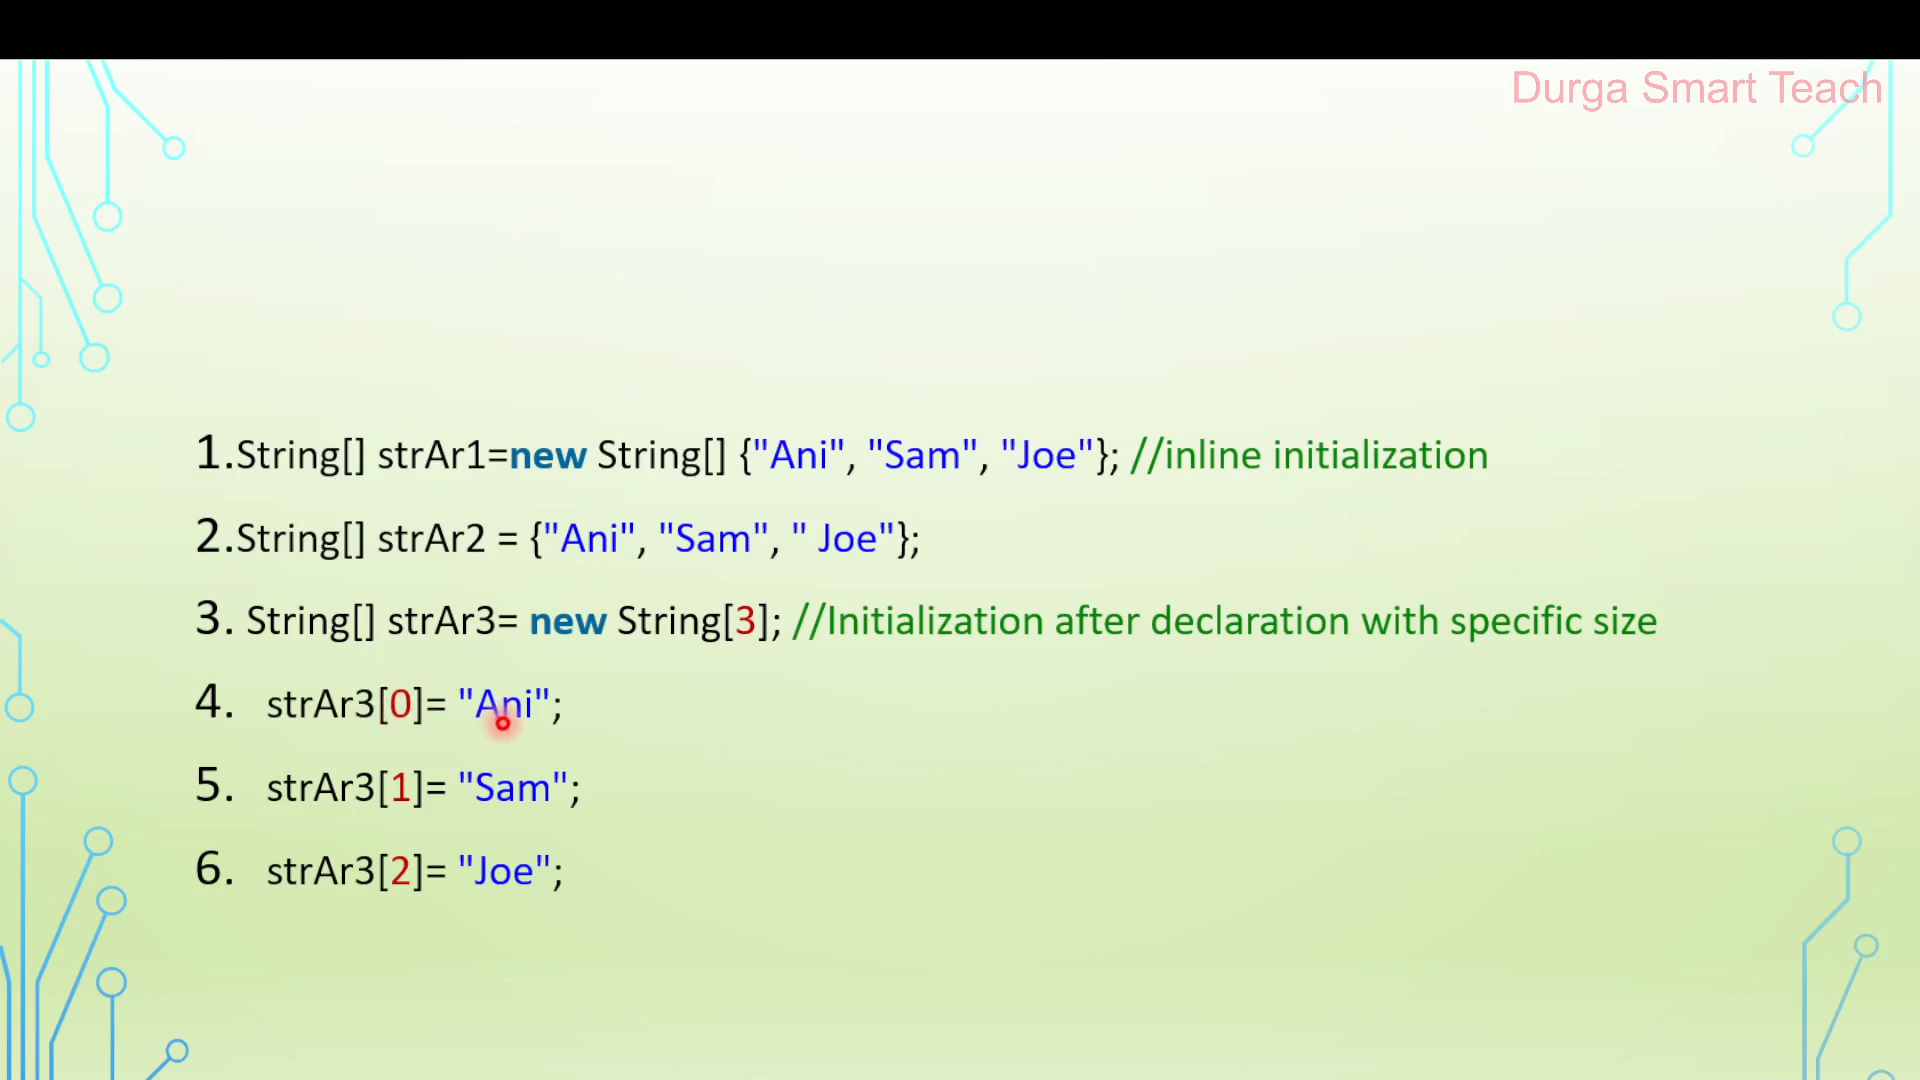 Durga Smart Teach
1.String[] strAr1=new String[] {"Ani", "Sam", "Joe"}; //inline initialization
2.String[] strAr2 = {"Ani", "Sam", " Joe"};
3. String[] strAr3= new String[3]; //Initialization after declaration with specific size
4. strAr3[0]= "Ani";
5. strAr3[1]= "Sam";
6. strAr3[2]= "Joe";